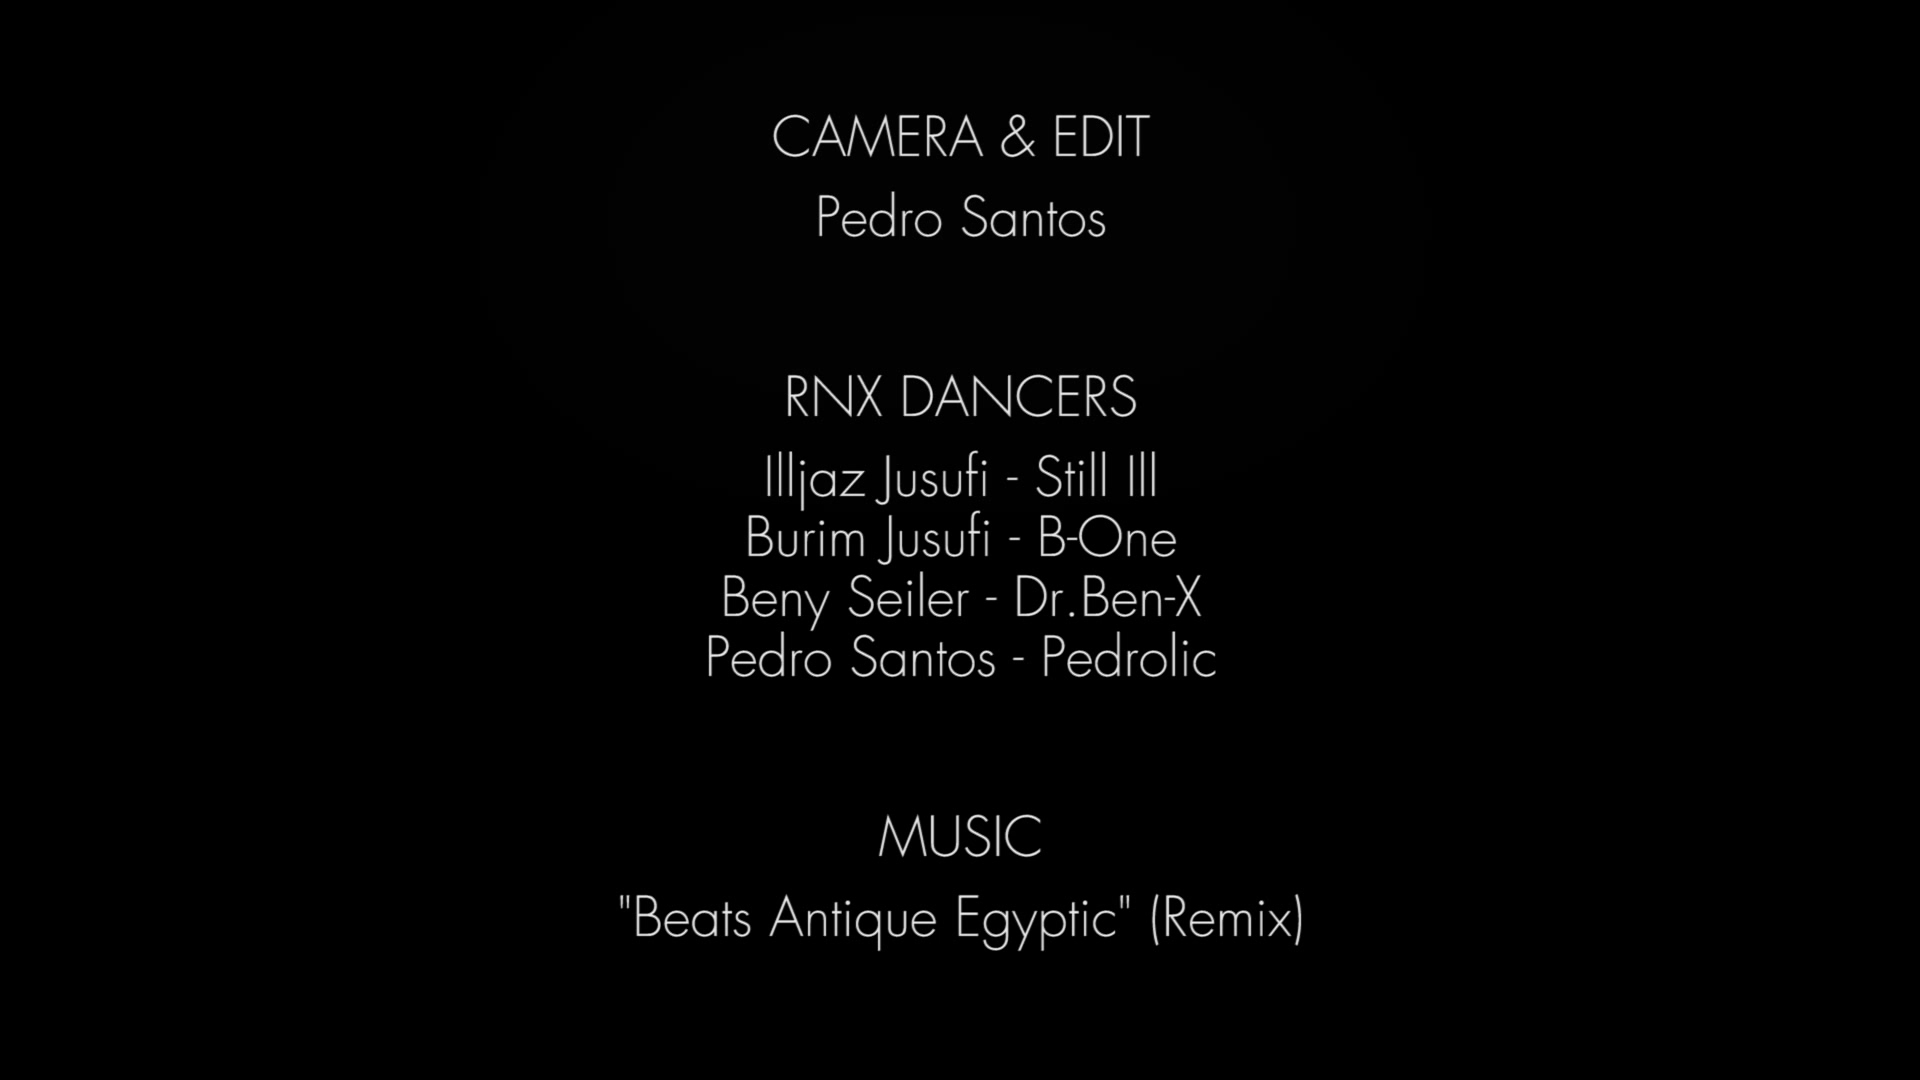 CAMERA & EDIT
Pedro Santos
RNX DANCERS
Illjaz Jusufi - Still Ill
Burim Jusufi - B-One
Beny Seiler - Dr.Ben-X
Pedro Santos - Pedrolic
MUSIC
"Beats Antique Egyptic" (Remix)